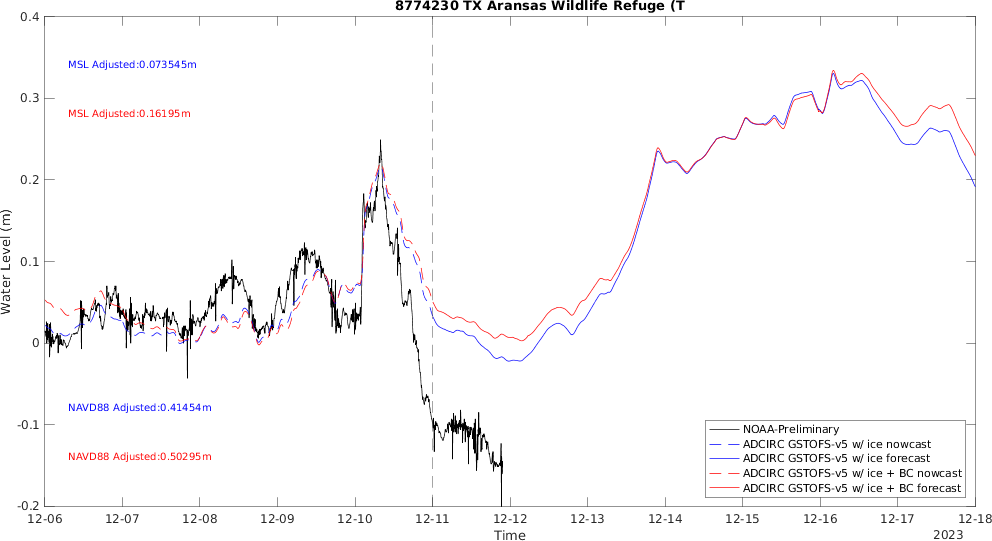 8774230 TX Aransas Wildlife Refuge (T
0.4
0.3
0.2
0.1
0
-0.1
-0.2
Water Level (m)
MSL Adjusted:0.073545m
MSL Adjusted:0.16195m
NAVD88 Adjusted:0.41454m
NAVD88 Adjusted:0.50295m
NOAA-Preliminary
ADCIRC GSTOFS-v5 w/ ice nowcast
ADCIRC GSTOFS-v5 w/ ice forecast
ADCIRC GSTOFS-v5 w/ ice + BC nowcast
ADCIRC GSTOFS-v5 w/ ice + BC forecast
12-06 12-07 12-08 12-09 12-10 12-11 12-12 12-13 12-14 12-15 12-16 12-17 12-18
Time
2023